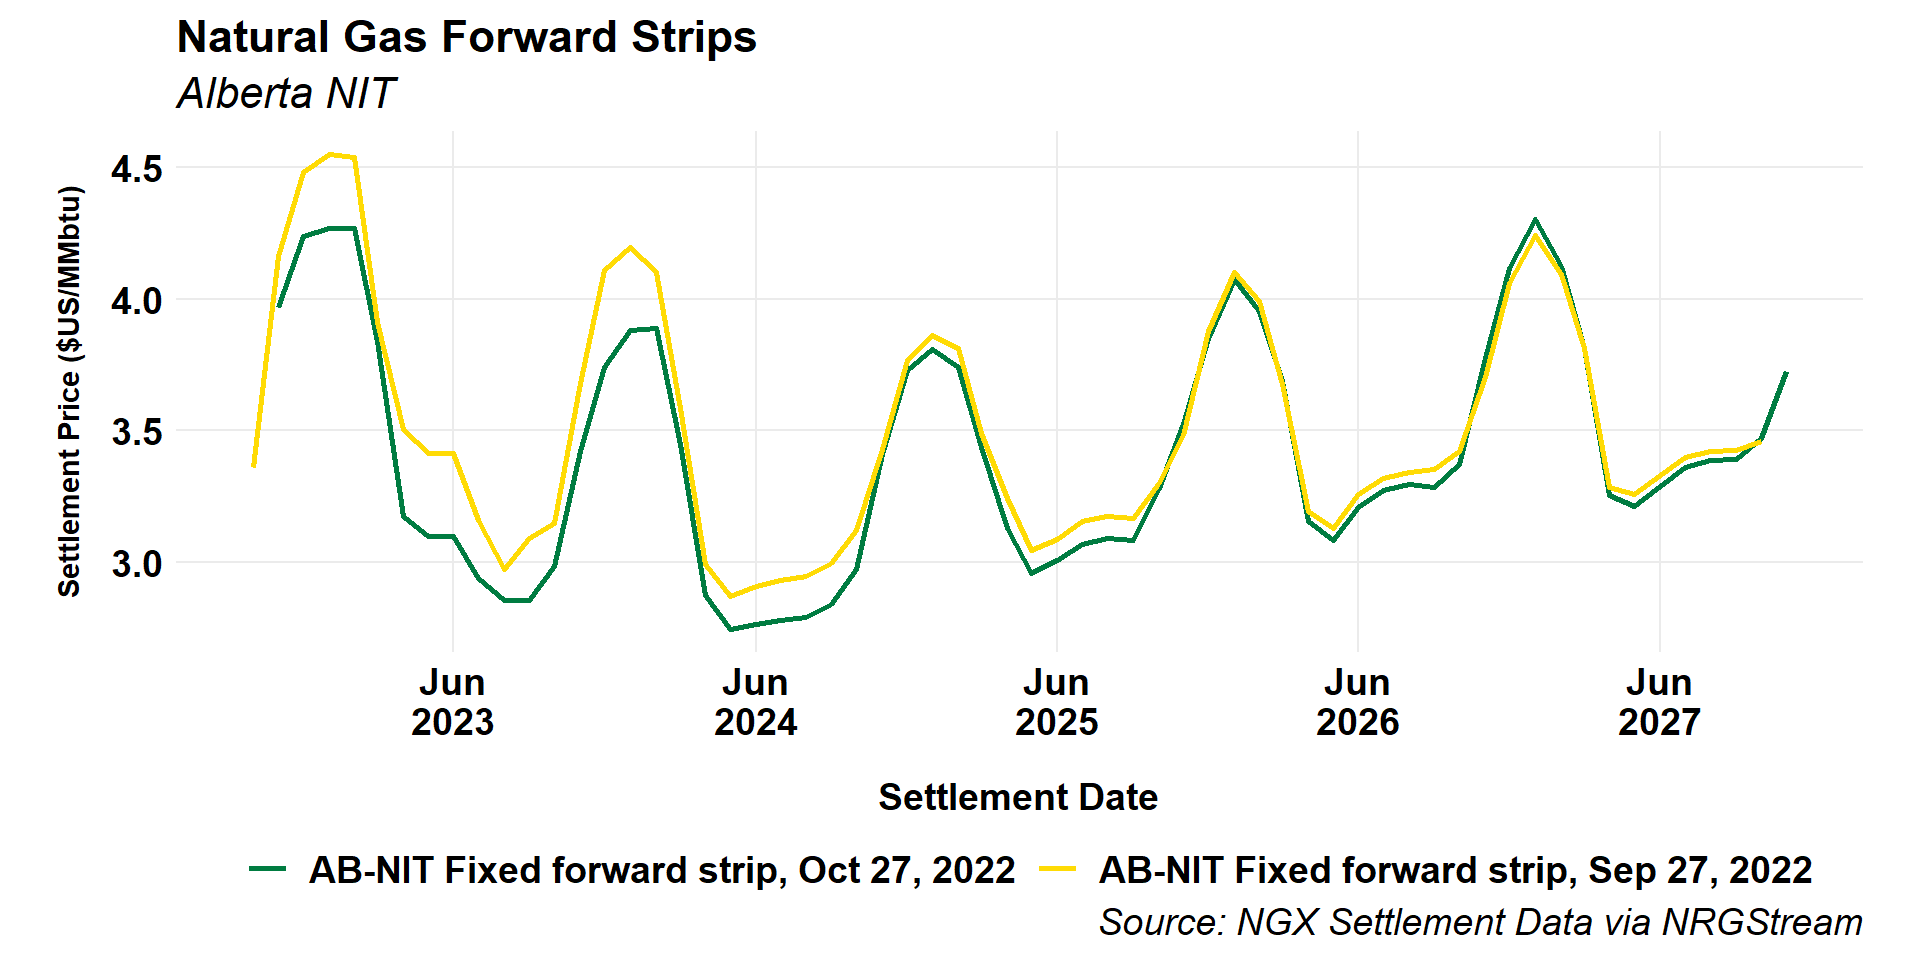 Natural Gas Forward Strips
Alberta NIT
Settlement Price ($US/MMbtu)
4.5
4.0
3.5
3.0
Jun
2023
Jun
2024
Jun
2025
Jun
2026
Jun
2027
Settlement Date
AB-NIT Fixed forward strip, Oct 27, 2022
AB-NIT Fixed forward strip, Sep 27, 2022
Source: NGX Settlement Data via NRGStream